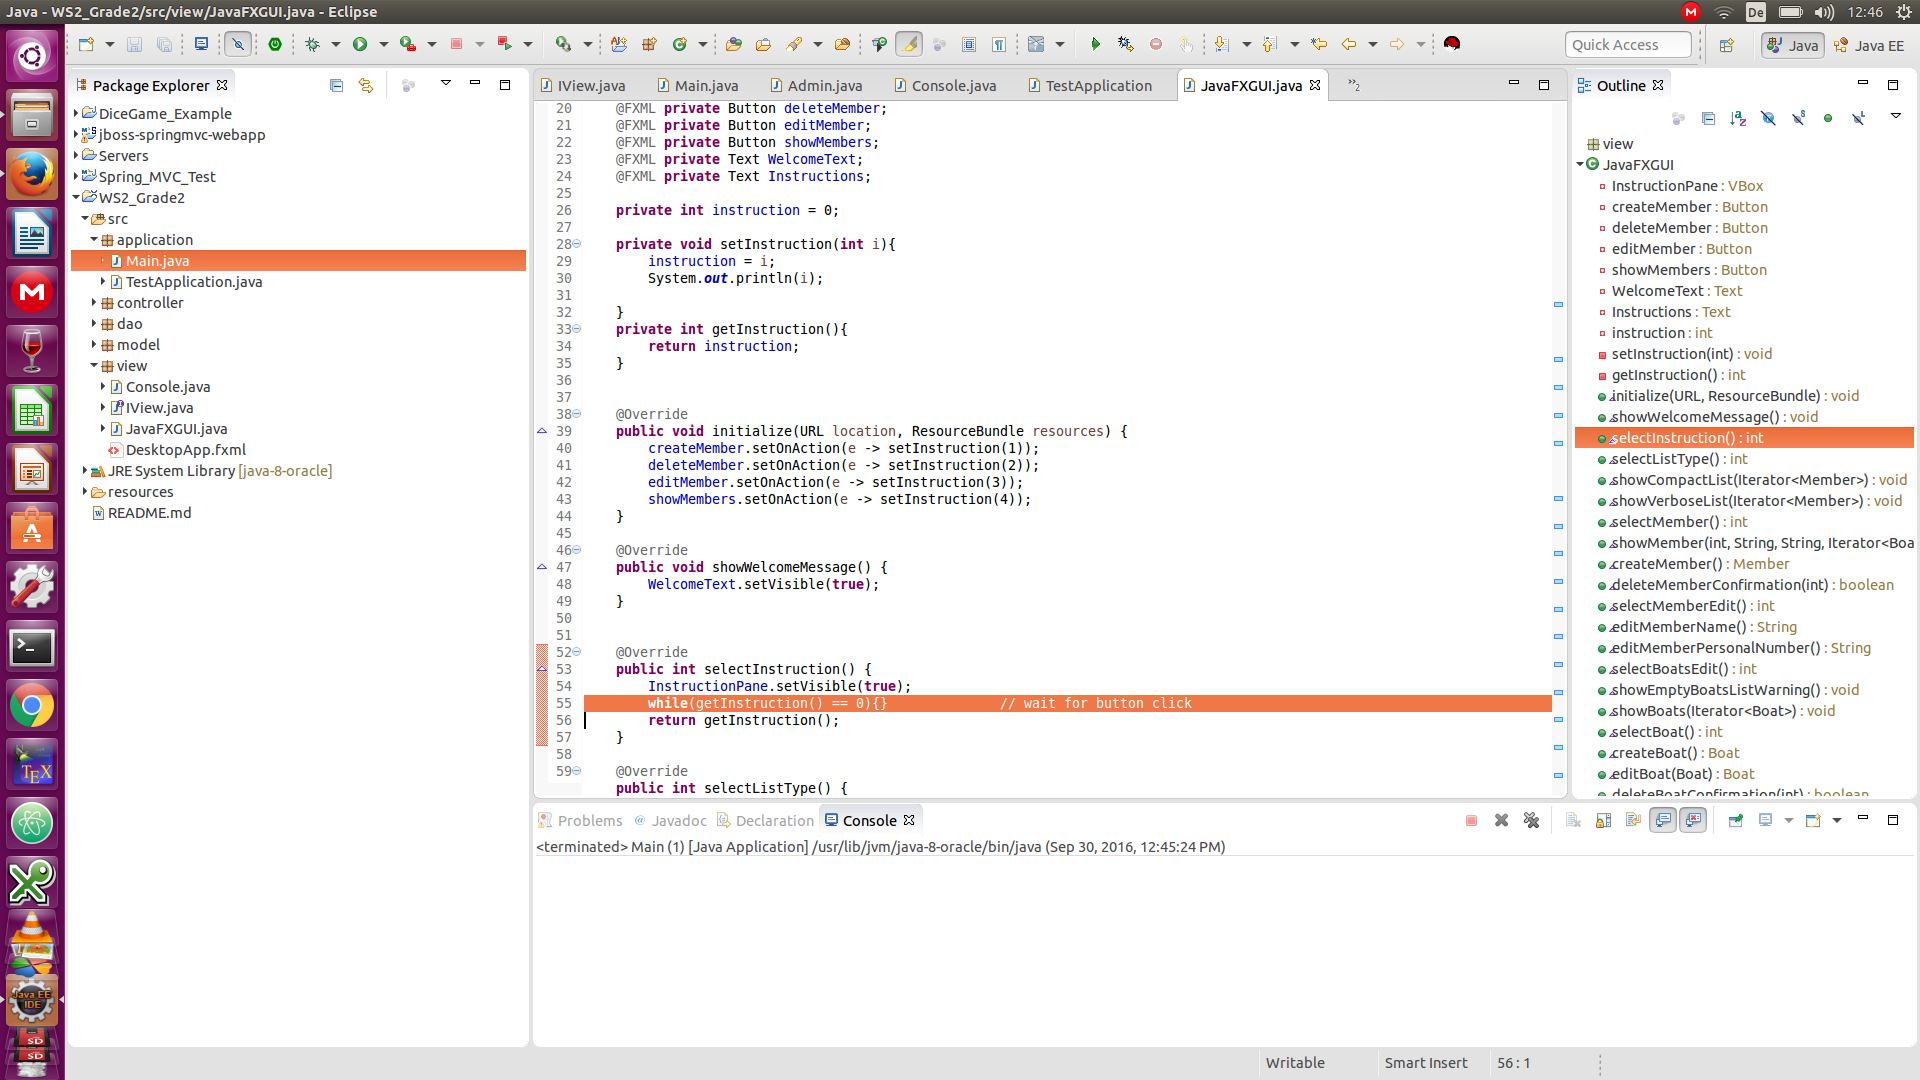 Java - WS2_Grade2/src/view/JavaFXGUI.java - Eclipse
De
12:46
Quick Access
Java
Java EE
Package Explorer
DiceGame_Example
jboss-springmvc-webapp
Servers
Spring_MVC_Test
WS2_Grade2
src
application
Main.java
TestApplication.java
controller
dao
model
view
Console.java
IView.java
JavaFXGUI.java
DesktopApp.fxml
JRE System Library [java-8-oracle]
resources
README.md
IView.java
Main.java
Admin.java
Console.java
TestApplication
JavaFXGUI.java
»2
20 @FXML private Button deleteMember;
21 @FXML private Button editMember;
22 @FXML private Button showMembers;
23 @FXML private Text WelcomeText;
24 @FXML private Text Instructions;
25
26 private int instruction = 0;
27
28 private void setInstruction(int i){
29 instruction = i;
30 System.out.println(i);
31
32 }
33 private int getInstruction(){
34 return instruction;
35 }
36
37
38 @Override
39 public void initialize(URL location, ResourceBundle resources) {
40 createMember.setOnAction(e -> setInstruction(1));
41 deleteMember.setOnAction(e -> setInstruction(2));
42 editMember.setOnAction(e -> setInstruction(3));
43 showMembers.setOnAction(e -> setInstruction(4));
44 }
45
46 @Override
47 public void showWelcomeMessage() {
48 WelcomeText.setVisible(true);
49 }
50
51
52 @Override
53 public int selectInstruction() {
54 InstructionPane.setVisible(true);
55 while(getInstruction() == 0){} // wait for button click
56 return getInstruction();
57 }
58
59 @Override
public int selectListType() {
Outline
view
JavaFXGUI
InstructionPane : VBox
createMember : Button
deleteMember : Button
editMember : Button
showMembers : Button
WelcomeText : Text
Instructions : Text
instruction : int
setInstruction(int) : void
getInstruction() : int
initialize(URL, ResourceBundle) : void
showWelcomeMessage() : void
selectInstruction() : int
selectListType() : int
showCompactList(Iterator<Member>) : void
showVerboseList(Iterator<Member>) : void
selectMember() : int
showMember(int, String, String, Iterator<Boa
createMember() : Member
deleteMemberConfirmation(int) : boolean
selectMemberEdit() : int
editMemberName() : String
editMemberPersonalNumber() : String
selectBoatsEdit() : int
showEmptyBoatsListWarning() : void
showBoats(Iterator<Boat>) : void
selectBoat() : int
createBoat() : Boat
editBoat(Boat) : Boat
deleteBoatConfirmation(int) : boolean
Problems
Javadoc
Declaration
Console
<terminated> Main (1) [Java Application] /usr/lib/jvm/java-8-oracle/bin/java (Sep 30, 2016, 12:45:24 PM)
TEX
Java EE
IDE
SD
SD
Writable
Smart Insert
56 : 1